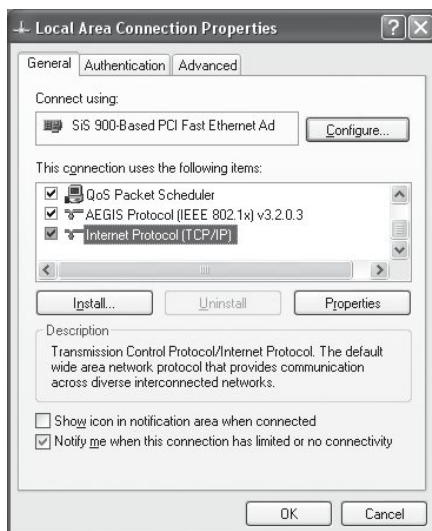 Local Area Connection Properties
General Authentication Advanced
Connect using:
SiS 900-Based PCI Fast Ethernet Ad Configure...
This connection uses the following items:
QoS Packet Scheduler
AEGIS Protocol (IEEE 802.1x) v3.2.0.3
Internet Protocol (TCP/IP)
Install... Uninstall Properties
Description
Transmission Control Protocol/Internet Protocol. The default
wide area network protocol that provides communication
across diverse interconnected networks.
Show icon in notification area when connected
Notify me when this connection has limited or no connectivity
OK Cancel